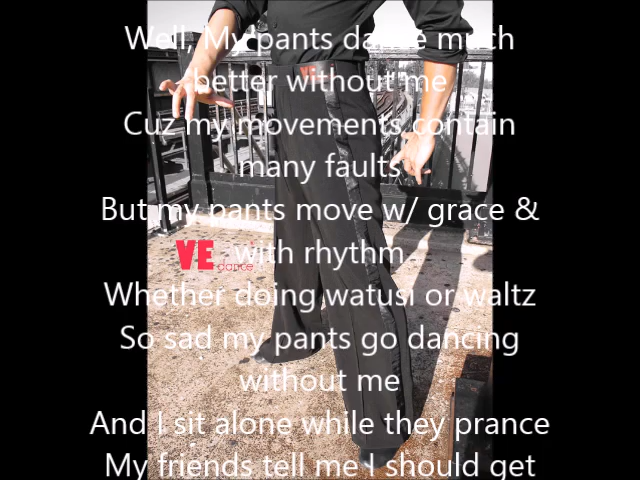 Well, My pants dance much
better without me
Cuz my movements contain
many faults
But my pants move w/ grace &
with rhythm
VE dance
Whether doing watusi or waltz
So sad my pants go dancing
without me
And I sit alone while they prance
My friends tell me I should get